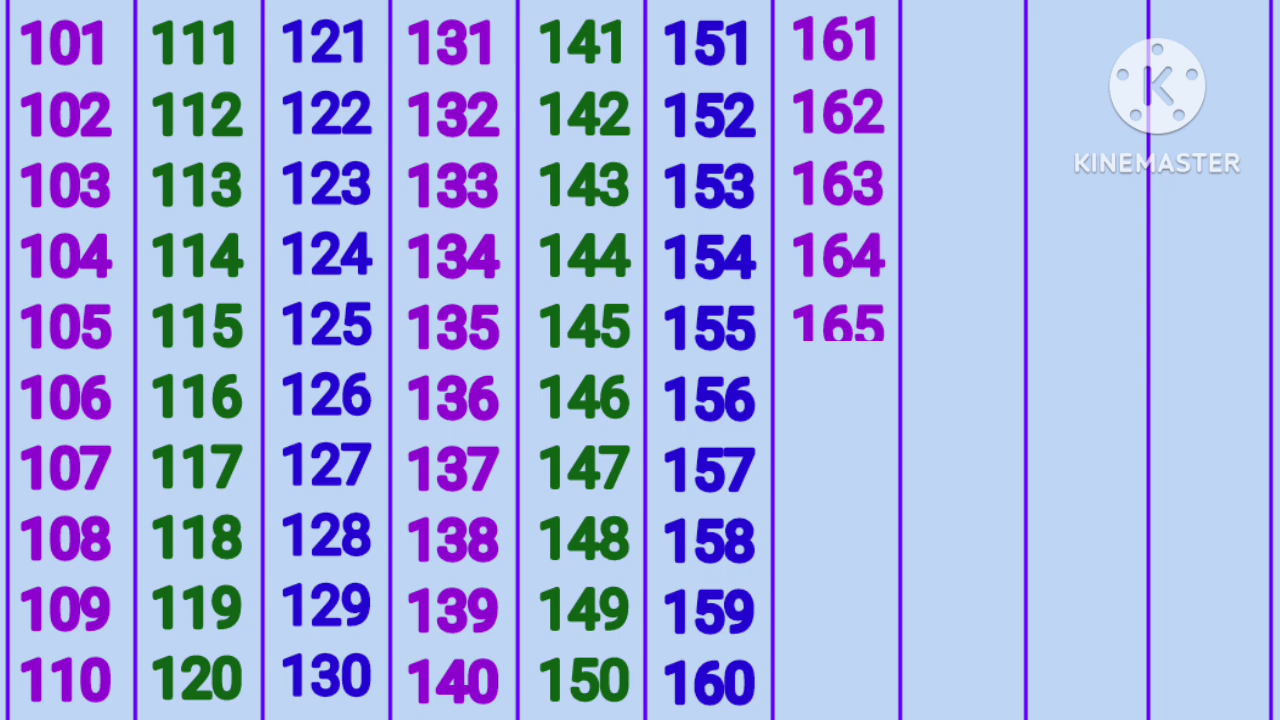 101 111 121 131 141 151 161
102 112 122 132 142 152 162
103 113 123 133 143 153 163
104 114 124 134 144 154 164
105 115 125 135 145 155 165
106 116 126 136 146 156
107 117 127 137 147 157
108 118 128 138 148 158
109 119 129 139 149 159
110 120 130 140 150 160
K
KINEMASTER